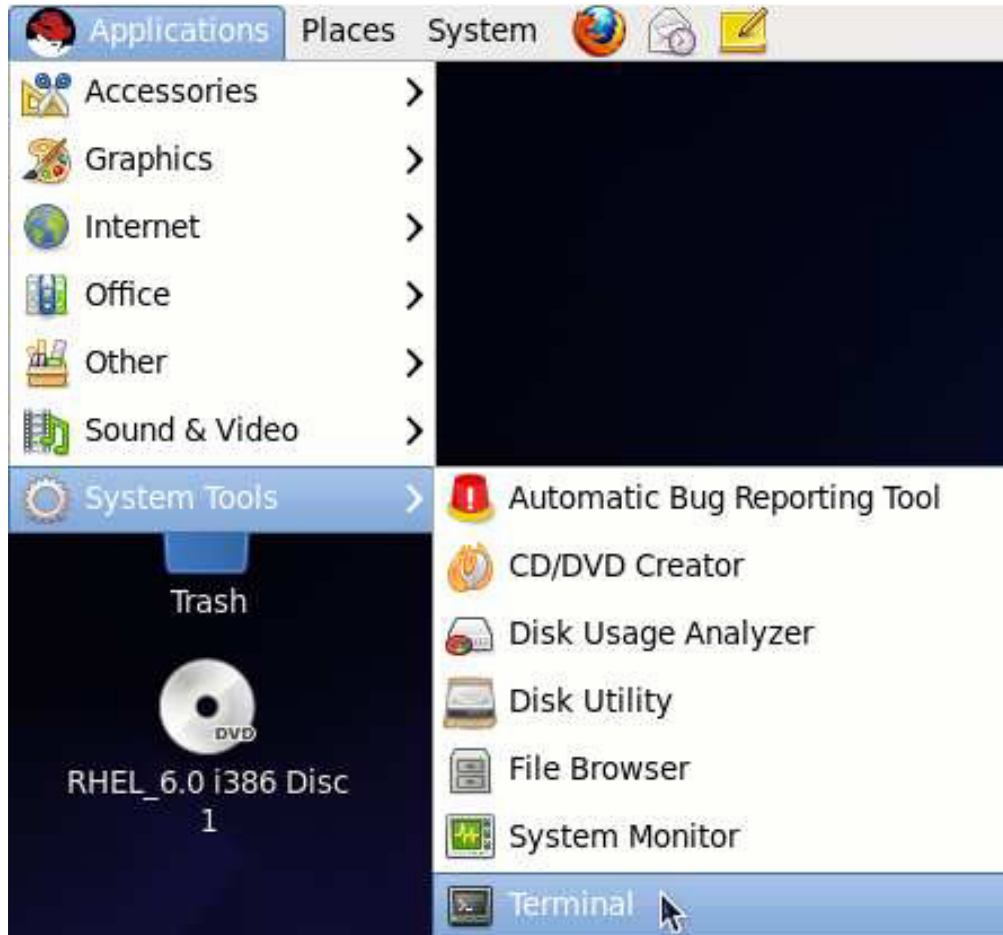 Applications Places System
Accessories
Graphics
Internet
Office
Other
Sound & Video
System Tools
Automatic Bug Reporting Tool
CD/DVD Creator
Disk Usage Analyzer
Disk Utility
File Browser
System Monitor
Terminal
Trash
DVD
RHEL_6.0 i386 Disc
1